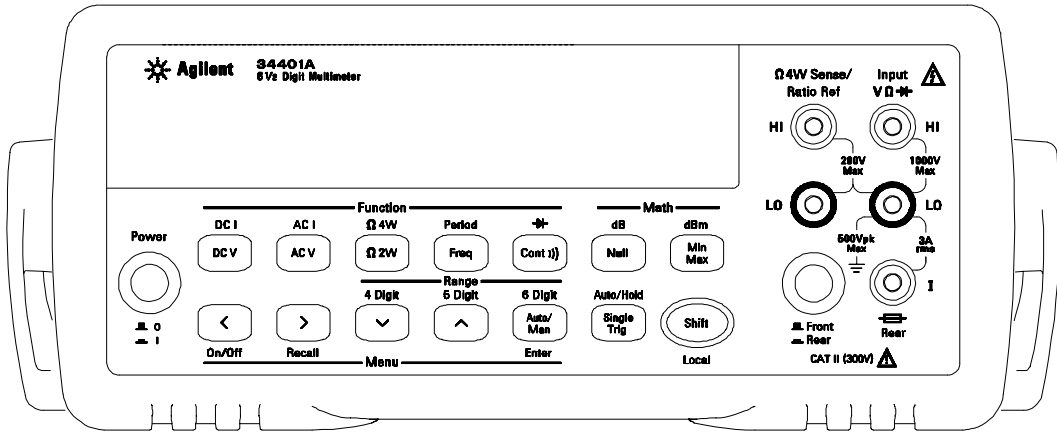 Agilent
34401A
6½ Digit Multimeter
Ω 4W Sense/
Ratio Ref
Input
V Ω
HI
HI
200V
Max
1000V
Max
LO
LO
500Vpk
Max
3A
rms
I
Front
Rear
Rear
CAT II (300V)
Power
O
I
Function
Math
DC I
AC I
Ω 4W
Period
dB
dBm
DC V
AC V
Ω 2W
Freq
Cont )))
Null
Min
Max
Range
4 Digit
5 Digit
6 Digit
Auto/Hold
<
>
Auto/
Man
Single
Trig
Shift
On/Off
Recall
Menu
Enter
Local